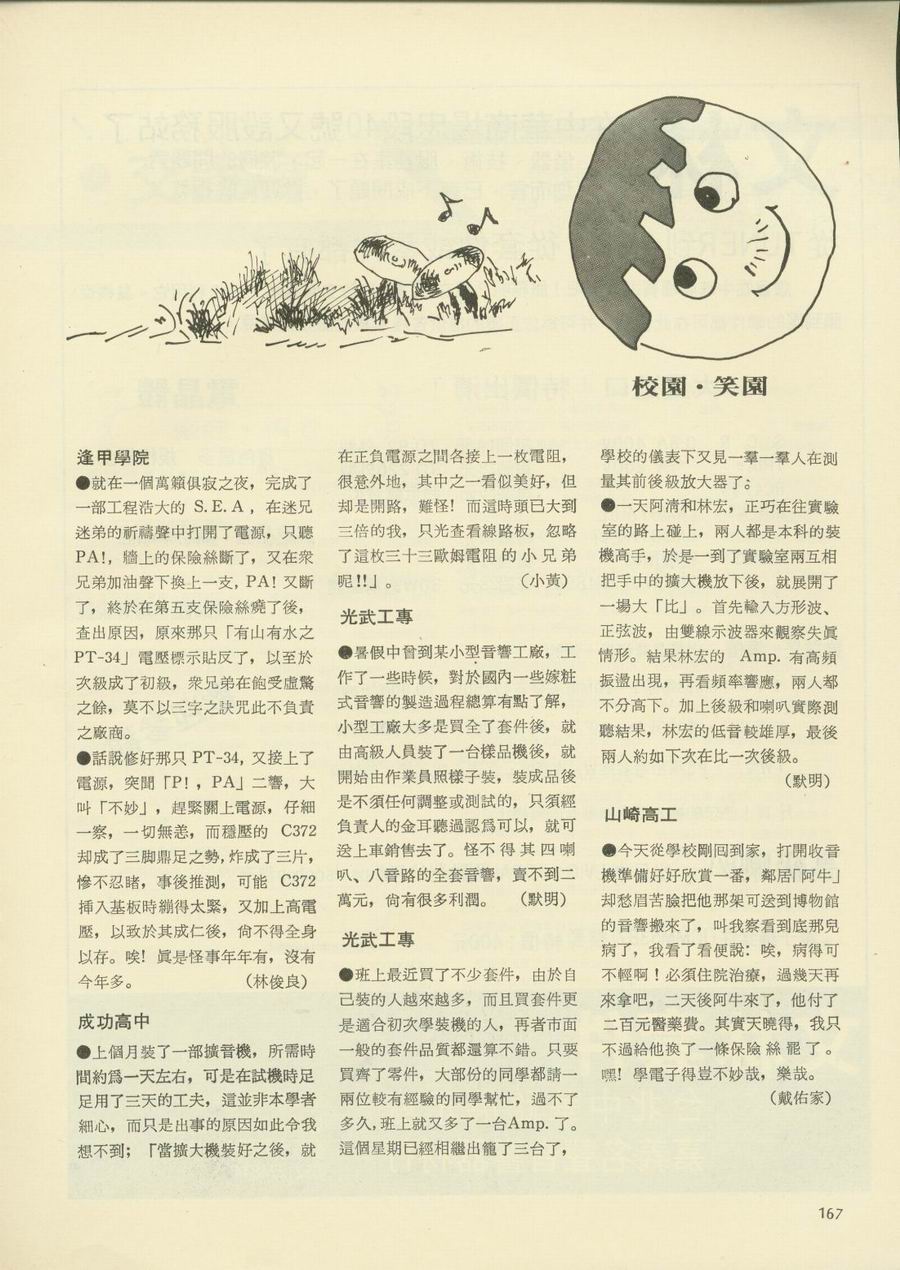 校園・笑園
逢甲學院
●就在一個萬籟俱寂之夜，完成了
一部工程浩大的 S.E.A，在迷兄
迷弟的祈禱聲中打開了電源，只聽
PA!，牆上的保險絲斷了，又在衆
兄弟加油聲下換上一支，PA! 又斷
了，終於在第五支保險絲燒了後，
查出原因，原來那只「有山有水之
PT-34」電壓標示貼反了，以至於
次級成了初級，衆兄弟在飽受虛驚
之餘，莫不以三字之訣咒此不負責
之廠商。
●話說修好那只 PT-34，又接上了
電源，突聞「P!，PA」二響，大
叫「不妙」，趕緊關上電源，仔細
一察，一切無恙，而穩壓的 C372
却成了三脚鼎足之勢，炸成了三片，
慘不忍睹，事後推測，可能 C372
揷入基板時綳得太緊，又加上高電
壓，以致於其成仁後，尙不得全身
以存。唉！眞是怪事年年有，沒有
今年多。（林俊良）
成功高中
●上個月裝了一部擴音機，所需時
間約爲一天左右，可是在試機時足
足用了三天的工夫，這並非本學者
細心，而只是出事的原因如此令我
想不到；「當擴大機裝好之後，就
在正負電源之間各接上一枚電阻，
很意外地，其中之一看似美好，但
却是開路，難怪！而這時頭已大到
三倍的我，只光查看線路板，忽略
了這枚三十三歐姆電阻的小兄弟
呢!!」。（小黃）
光武工專
●暑假中曾到某小型音響工廠，工
作了一些時候，對於國內一些嫁粧
式音響的製造過程總算有點了解，
小型工廠大多是買全了套件後，就
由高級人員裝了一台樣品機後，就
開始由作業員照樣子裝，裝成品後
是不須任何調整或測試的，只須經
負責人的金耳聽過認爲可以，就可
送上車銷售去了。怪不得其四喇
叭、八音路的全套音響，賣不到二
萬元，尙有很多利潤。（默明）
光武工專
●班上最近買了不少套件，由於自
己裝的人越來越多，而且買套件更
是適合初次學裝機的人，再者市面
一般的套件品質都還算不錯。只要
買齊了零件，大部份的同學都請一
兩位較有經驗的同學幫忙，過不了
多久，班上就又多了一台Amp. 了。
這個星期已經相繼出籠了三台了，
學校的儀表下又見一羣一羣人在測
量其前後級放大器了。
●一天阿清和林宏，正巧在往實驗
室的路上碰上，兩人都是本科的裝
機高手，於是一到了實驗室兩互相
把手中的擴大機放下後，就展開了
一場大「比」。首先輸入方形波、
正弦波，由雙線示波器來觀察失眞
情形。結果林宏的 Amp. 有高頻
振盪出現，再看頻率響應，兩人都
不分高下。加上後級和喇叭實際測
聽結果，林宏的低音較雄厚，最後
兩人約如下次在比一次後級。
（默明）
山崎高工
●今天從學校剛回到家，打開收音
機準備好好欣賞一番，鄰居「阿牛」
却愁眉苦臉把他那架可送到博物館
的音響搬來了，叫我察看到底那兒
病了，我看了看便說：唉，病得可
不輕啊！必須住院治療，過幾天再
來拿吧，二天後阿牛來了，他付了
二百元醫藥費。其實天曉得，我只
不過給他換了一條保險絲罷了。
嘿！學電子得豈不妙哉，樂哉。
（戴佑家）
167